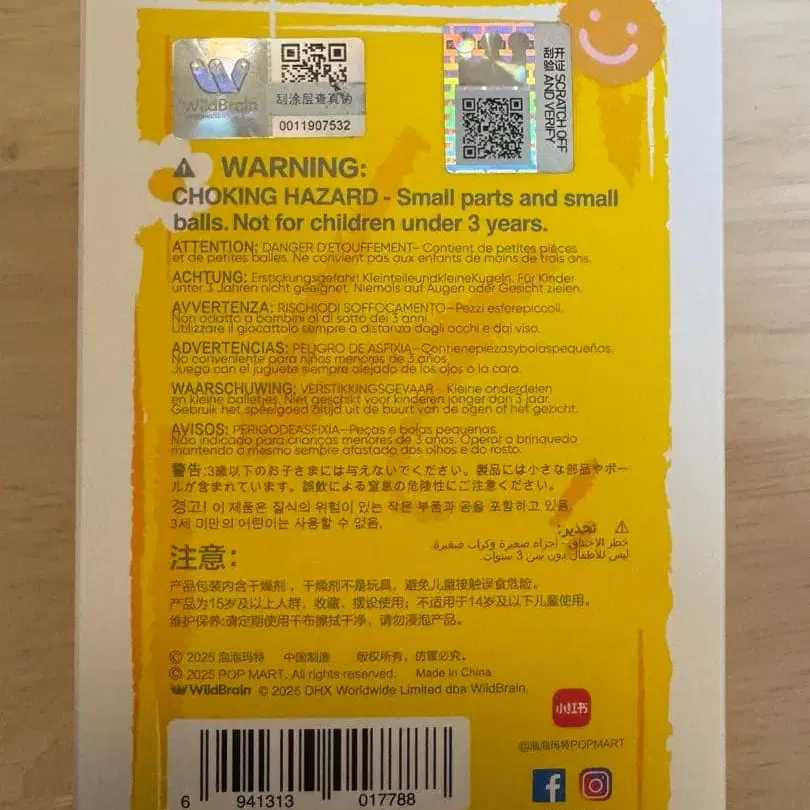 WildBrain
刮涂层查真伪
0011907532
开证 SCRATCH OFF
刮验 AND VERIFY
WARNING:
CHOKING HAZARD - Small parts and small
balls. Not for children under 3 years.
ATTENTION: DANGER D'ETOUFFEMENT– Contient de petites pièces
et de petites balles. Ne convient pas aux enfants de moins de trois ans.
ACHTUNG: Erstickungsgefahr! KleinteileundkleineKugeln. Für Kinder
unter 3 Jahren nicht geeignet. Niemals auf Augen oder Gesicht zielen.
AVVERTENZA: RISCHIODI SOFFOCAMENTO–Pezzi esferepiccoli.
Non adatto a bambini al di sotto dei 3 anni.
Utilizzare il giocattolo sempre a distanza dagli occhi e dal viso.
ADVERTENCIAS: PELIGRO DE ASFIXIA–Contienepiezasybolaspequeñas.
No conveniente para niños menores de 3 años.
Juego con el juguete siempre alejado de los ojos o la cara.
WAARSCHUWING: VERSTIKKINGSGEVAAR - Kleine onderdelen
en kleine balletjes. Niet geschikt voor kinderen jonger dan 3 jaar.
Gebruik het speelgoed altijd uit de buurt van de ogen of het gezicht.
AVISOS: PERIGODEASFIXIA–Peças e bolas pequenas.
Não indicado para crianças menores de 3 años. Operar o brinquedo
mantendo o mesmo sempre afastado dos olhos e do rosto.
警告:3歳以下のお子さまには与えないでください。製品には小さな部品やボー
ルが含まれています。誤飲による窒息の危険性にご注意ください。
경고! 이 제품은 질식의 위험이 있는 작은 부품과 공을 포함하고 있음.
3세 미만의 어린이는 사용할 수 없음.
تحذير:
خطر الاختناق - أجزاء صغيرة وكرات صغيرة.
ليس للأطفال دون سن 3 سنوات.
注意:
产品包装内含干燥剂，干燥剂不是玩具，避免儿童接触误食危险。
产品为15岁及以上人群，收藏、摆设使用；不适用于14岁及以下儿童使用。
维护保养:请定期使用干布擦拭干净，请勿浸泡产品。
© 2025 泡泡玛特 中国制造 版权所有，仿冒必究。
© 2025 POP MART. All rights reserved. Made In China
WildBrain © 2025 DHX Worldwide Limited dba WildBrain.
小红书
@泡泡玛特POPMART
6 941313 017788